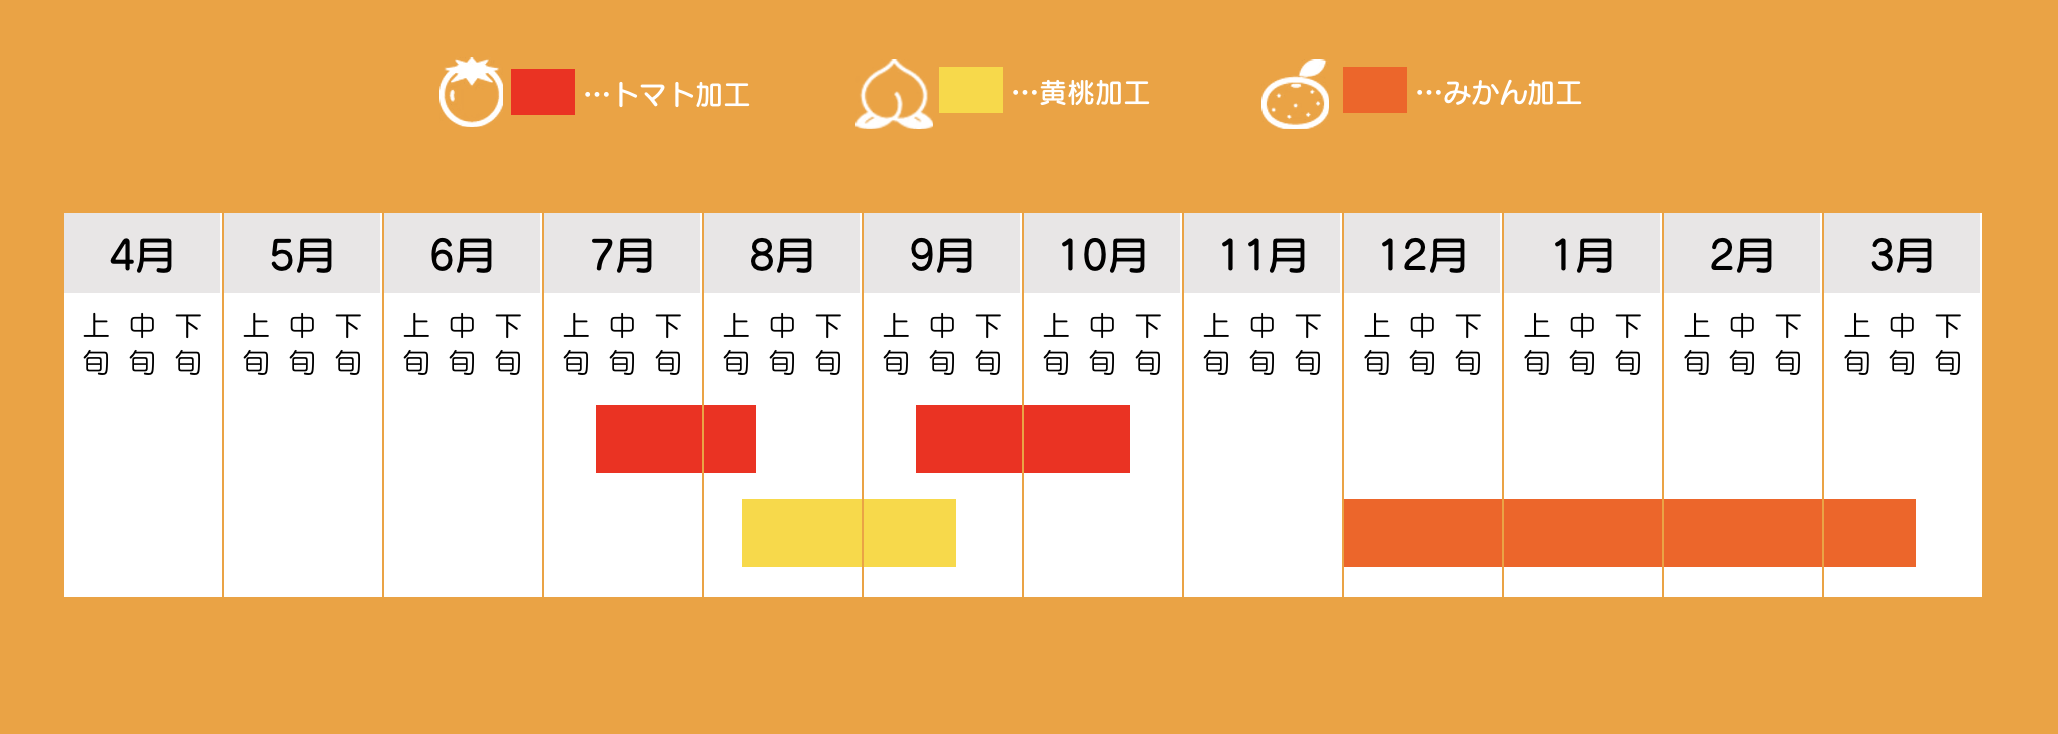 …トマト加工
…黄桃加工
…みかん加工
4月 5月 6月 7月 8月 9月 10月 11月 12月 1月 2月 3月
上旬 中旬 下旬 上旬 中旬 下旬 上旬 中旬 下旬 上旬 中旬 下旬 上旬 中旬 下旬 上旬 中旬 下旬 上旬 中旬 下旬 上旬 中旬 下旬 上旬 中旬 下旬 上旬 中旬 下旬 上旬 中旬 下旬 上旬 中旬 下旬